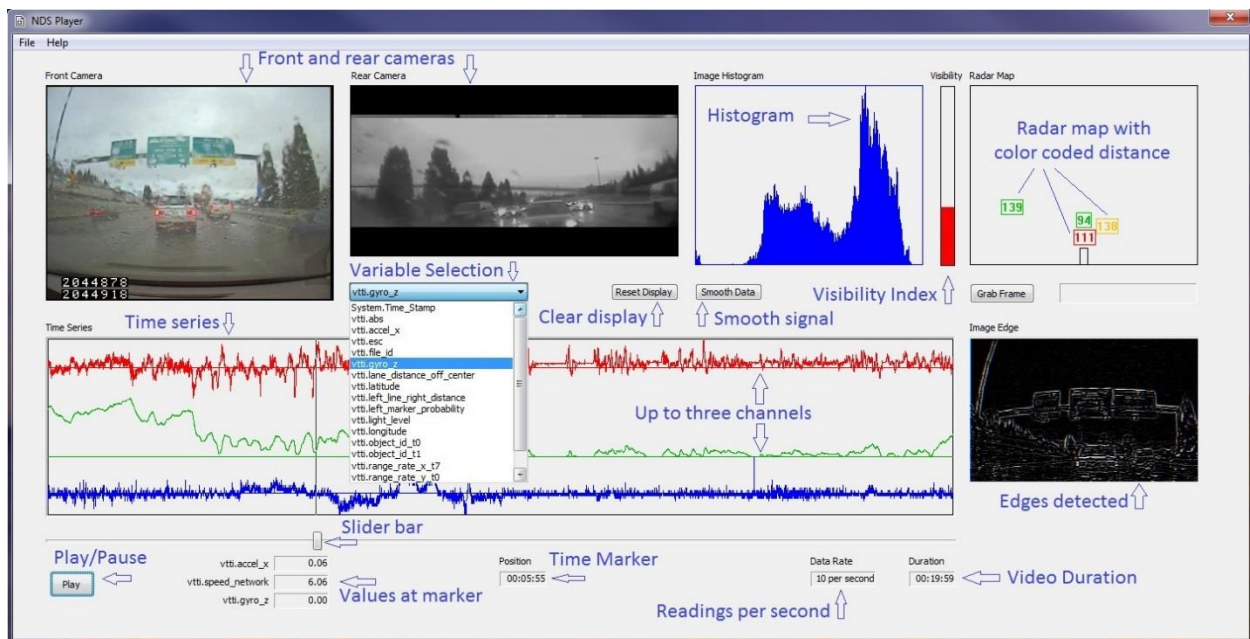 NDS Player
File Help
Front and rear cameras
Front Camera
Rear Camera
Image Histogram
Visibility
Radar Map
Histogram
Radar map with
color coded distance
139
94
138
111
2044878
2044918
Variable Selection
vtti.gyro_z
Reset Display
Smooth Data
Visibility Index
Grab Frame
Time series
Clear display
Smooth signal
Time Series
Image Edge
System.Time_Stamp
vtti.abs
vtti.accel_x
vtti.esc
vtti.file_id
vtti.gyro_z
vtti.lane_distance_off_center
vtti.latitude
vtti.left_line_right_distance
vtti.left_marker_probability
vtti.light_level
vtti.longitude
vtti.object_id_t0
vtti.object_id_t1
vtti.range_rate_x_t7
vtti.range_rate_y_t0
Up to three channels
Edges detected
Slider bar
Play/Pause
Play
vtti.accel_x 0.06
vtti.speed_network 6.06
vtti.gyro_z 0.00
Values at marker
Position
00:05:55
Time Marker
Data Rate
10 per second
Readings per second
Duration
00:19:59
Video Duration